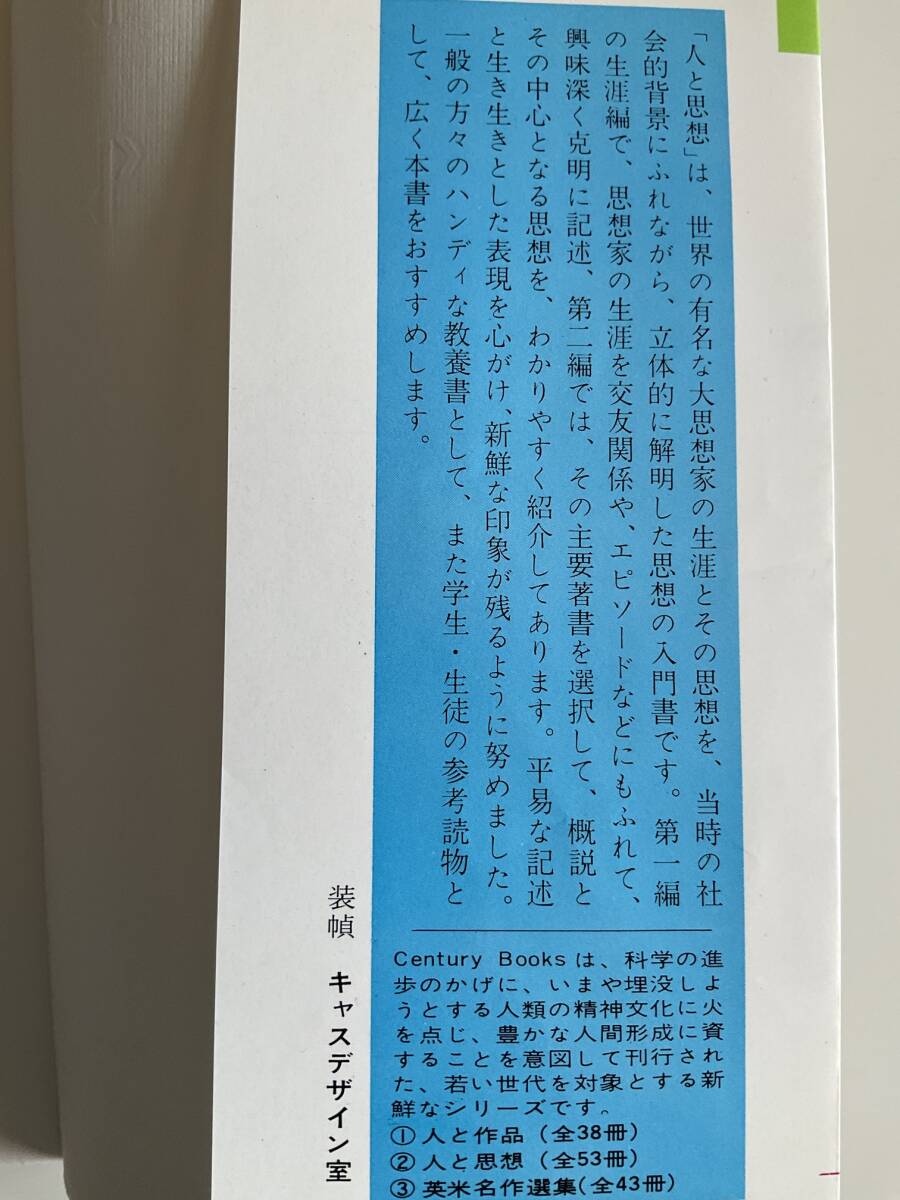 「人と思想」は、世界の有名な大思想家の生涯とその思想を、当時の社
会的背景にふれながら、立体的に解明した思想の入門書です。第一編
の生涯編で、思想家の生涯を交友関係や、エピソードなどにもふれて、
興味深く克明に記述、第二編では、その主要著書を選択して、概説と
その中心となる思想を、わかりやすく紹介してあります。平易な記述
と生き生きとした表現を心がけ、新鮮な印象が残るように努めました。
一般の方々のハンディな教養書として、また学生・生徒の参考読物と
して、広く本書をおすすめします。
Century Books は、科学の進
歩のかげに、いまや埋没しよ
うとする人類の精神文化に火
を点じ、豊かな人間形成に資
することを意図して刊行され
た、若い世代を対象とする新
鮮なシリーズです。
①人と作品（全38冊）
②人と思想（全53冊）
③英米名作選集（全43冊）
装幀 キャスデザイン室